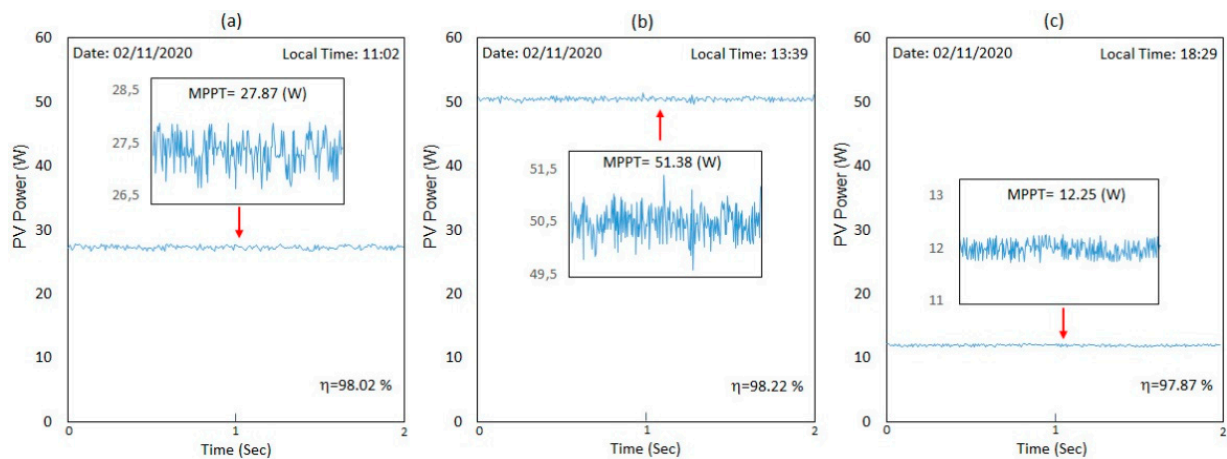 (a)
60
50
40
30
20
10
0
PV Power (W)
Date: 02/11/2020
Local Time: 11:02
28,5
27,5
26,5
MPPT= 27.87 (W)
η=98.02 %
0
1
2
Time (Sec)
(b)
60
50
40
30
20
10
0
PV Power (W)
Date: 02/11/2020
Local Time: 13:39
51,5
50,5
49,5
MPPT= 51.38 (W)
η=98.22 %
0
1
2
Time (Sec)
(c)
60
50
40
30
20
10
0
PV Power (W)
Date: 02/11/2020
Local Time: 18:29
13
12
11
MPPT= 12.25 (W)
η=97.87 %
0
1
2
Time (Sec)